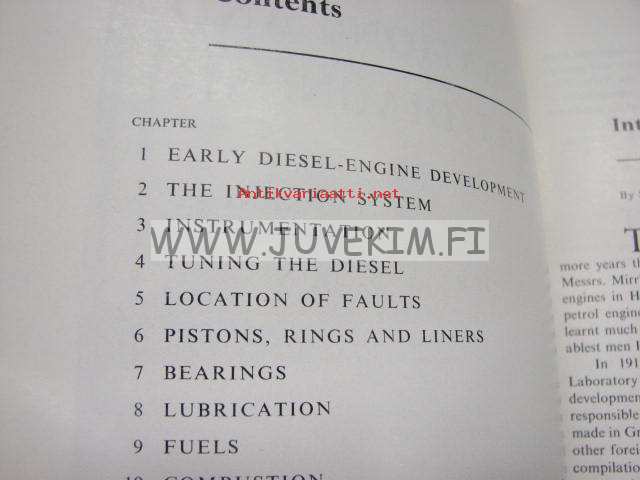 Contents
CHAPTER
1 EARLY DIESEL-ENGINE DEVELOPMENT
2 THE INJECTION SYSTEM
Antikvariaatti.net
3 INSTRUMENTATION
WWW.JUVEKIM.FI
4 TUNING THE DIESEL
5 LOCATION OF FAULTS
6 PISTONS, RINGS AND LINERS
7 BEARINGS
8 LUBRICATION
9 FUELS
10 COMBUSTION
Int
By
T
more years th
Messrs. Mirr
engines in H
petrol engine
learnt much
ablest men I
In 191
Laboratory
development
responsible
made in Gr
other forei
compilation